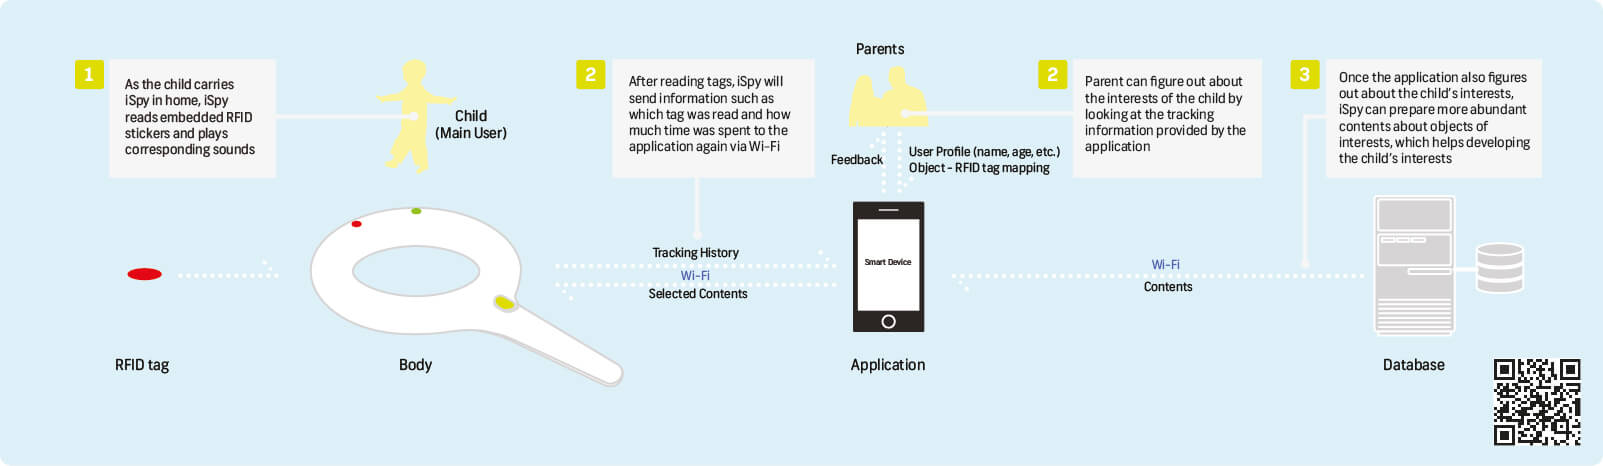 1
As the child carries
iSpy in home, iSpy
reads embedded RFID
stickers and plays
corresponding sounds
Child
(Main User)
2
After reading tags, iSpy will
send information such as
which tag was read and how
much time was spent to the
application again via Wi-Fi
Parents
Feedback
User Profile (name, age, etc.)
Object - RFID tag mapping
2
Parent can figure out about
the interests of the child by
looking at the tracking
information provided by the
application
3
Once the application also figures
out about the child's interests,
iSpy can prepare more abundant
contents about objects of
interests, which helps developing
the child's interests
Tracking History
Wi-Fi
Selected Contents
Smart Device
Wi-Fi
Contents
RFID tag
Body
Application
Database